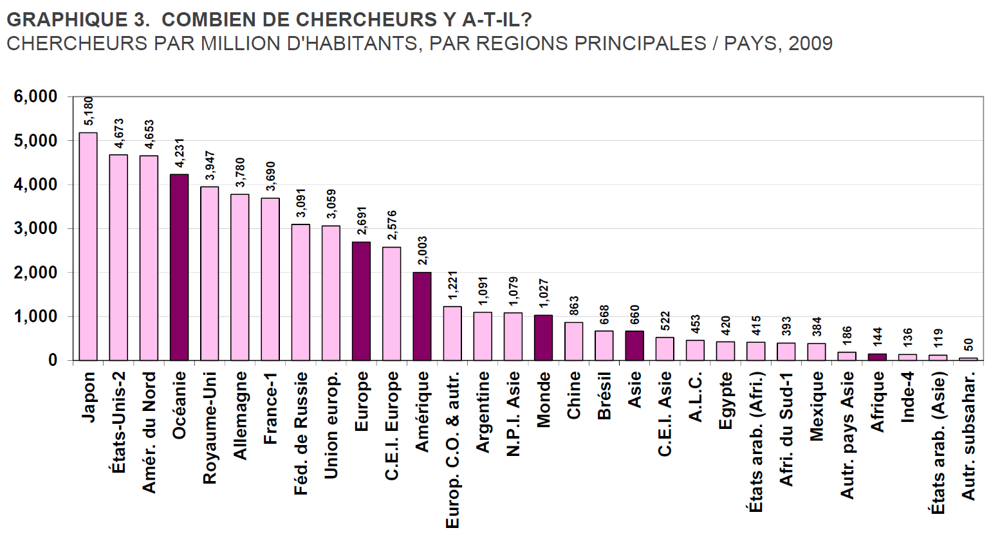 GRAPHIQUE 3. COMBIEN DE CHERCHEURS Y A-T-IL?
CHERCHEURS PAR MILLION D'HABITANTS, PAR REGIONS PRINCIPALES / PAYS, 2009
6,000
5,000
4,000
3,000
2,000
1,000
0
5,180
4,673
4,653
4,231
3,947
3,780
3,690
3,091
3,059
2,691
2,576
2,003
1,221
1,091
1,079
1,027
863
668
660
522
453
420
415
393
384
186
144
136
119
50
Japon
États-Unis-2
Amér. du Nord
Océanie
Royaume-Uni
Allemagne
France-1
Féd. de Russie
Union europ.
Europe
C.E.I. Europe
Amérique
Europ. C.O. & autr.
Argentine
N.P.I. Asie
Monde
Chine
Brésil
Asie
C.E.I. Asie
A.L.C.
Egypte
États arab. (Afri.)
Afri. du Sud-1
Mexique
Autr. pays Asie
Afrique
Inde-4
États arab. (Asie)
Autr. subsahar.